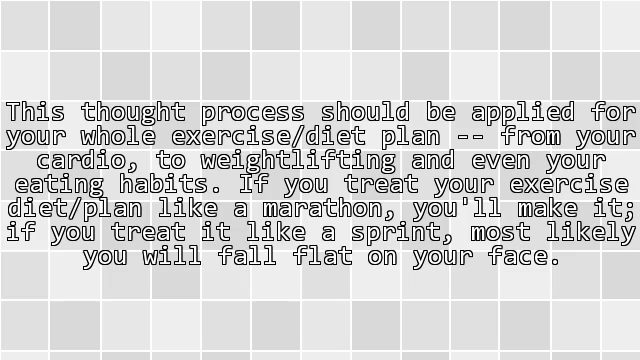 This thought process should be applied for
your whole exercise/diet plan -- from your
cardio, to weightlifting and even your
eating habits. If you treat your exercise
diet/plan like a marathon, you'll make it;
if you treat it like a sprint, most likely
you will fall flat on your face.